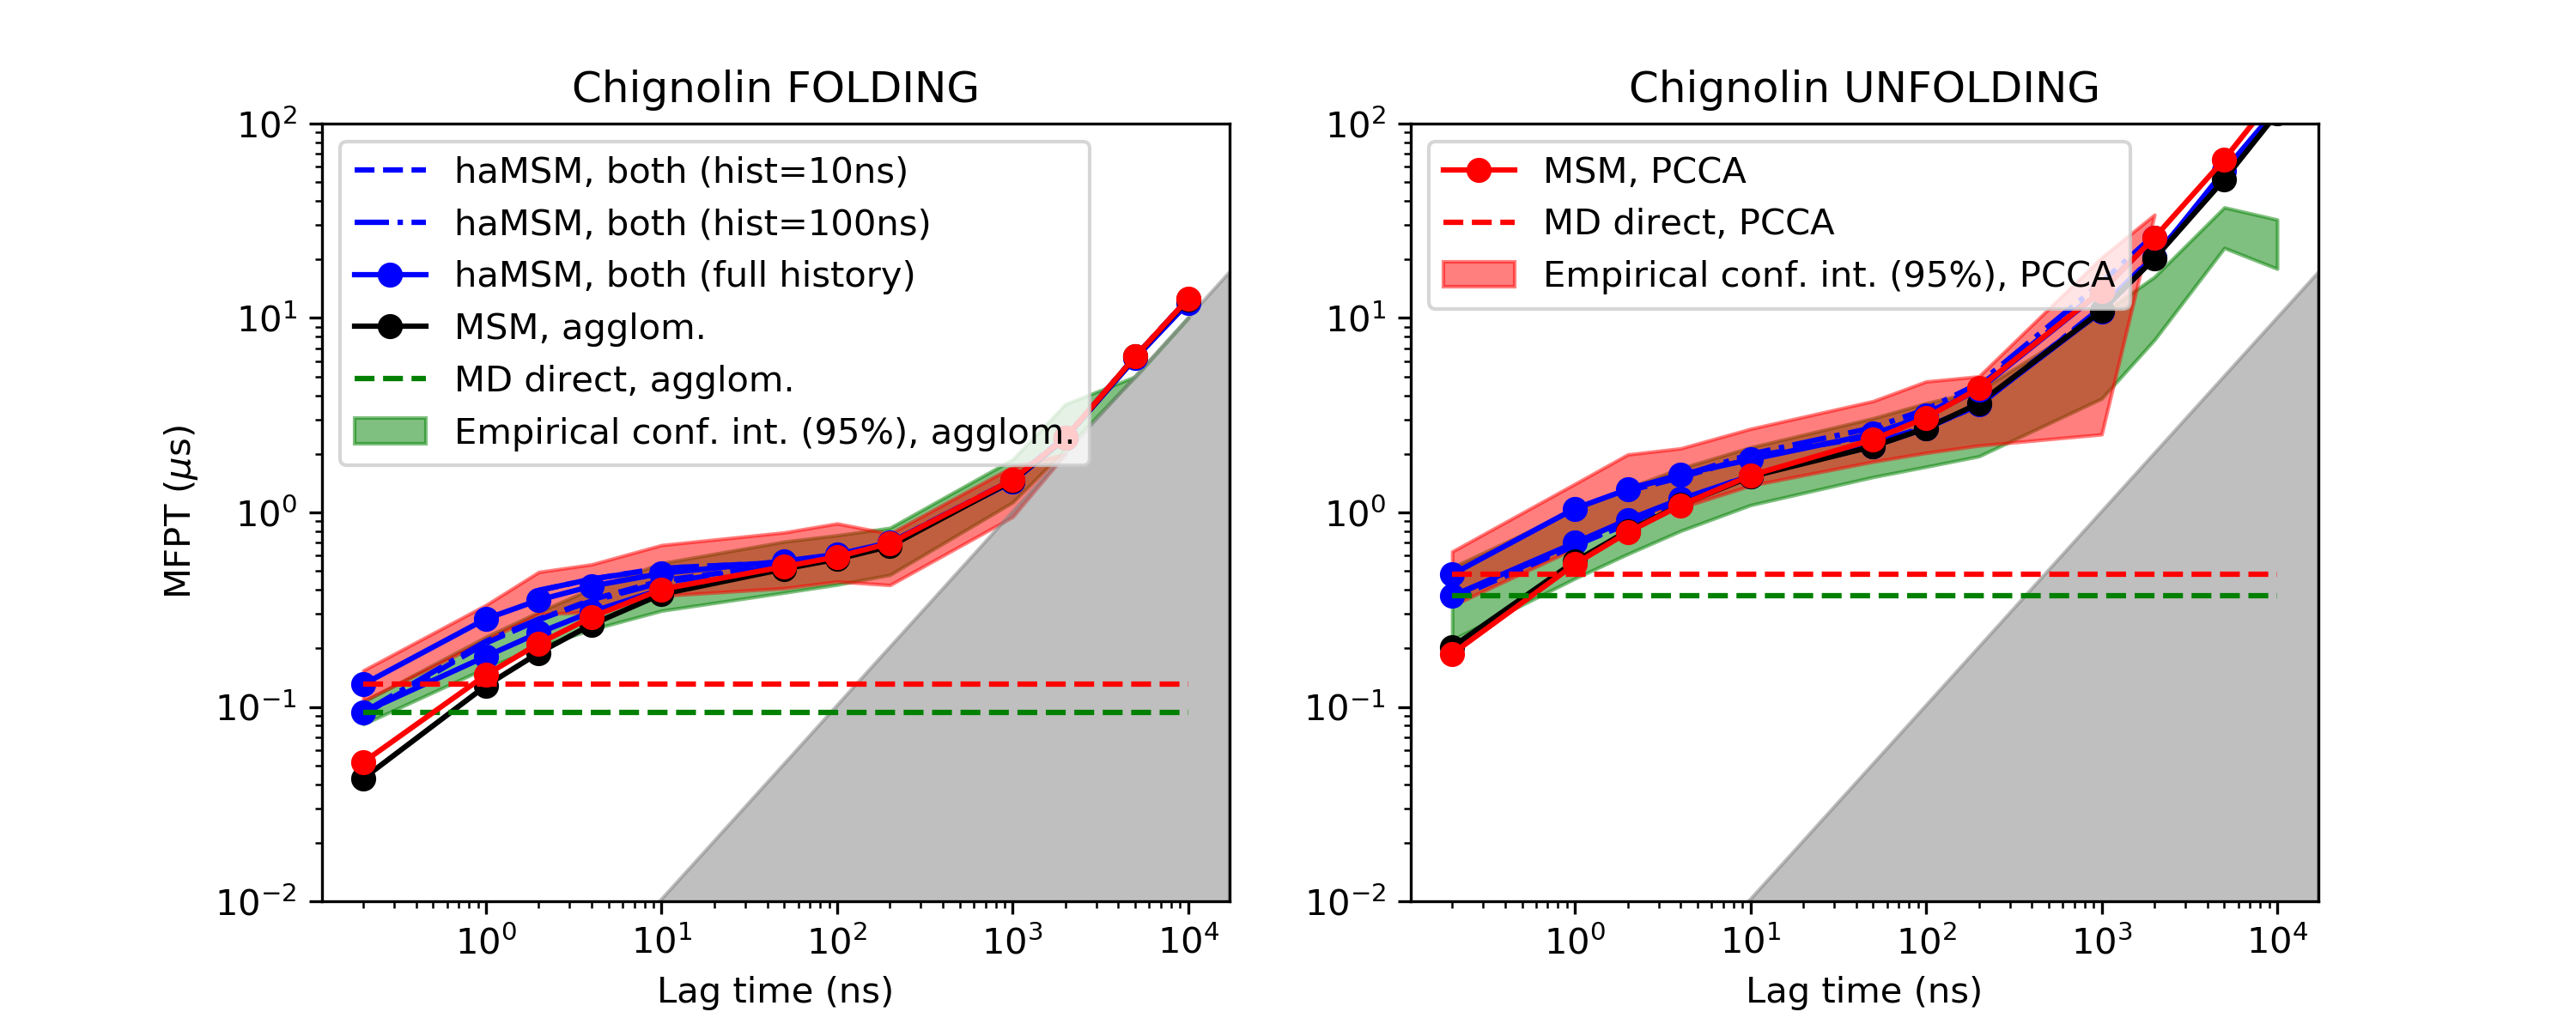 Chignolin FOLDING
MFPT (μs)
10²
10¹
10⁰
10⁻¹
10⁻²
haMSM, both (hist=10ns)
haMSM, both (hist=100ns)
haMSM, both (full history)
MSM, agglom.
MD direct, agglom.
Empirical conf. int. (95%), agglom.
10⁰ 10¹ 10² 10³ 10⁴
Lag time (ns)
Chignolin UNFOLDING
10²
10¹
10⁰
10⁻¹
10⁻²
MSM, PCCA
MD direct, PCCA
Empirical conf. int. (95%), PCCA
10⁰ 10¹ 10² 10³ 10⁴
Lag time (ns)